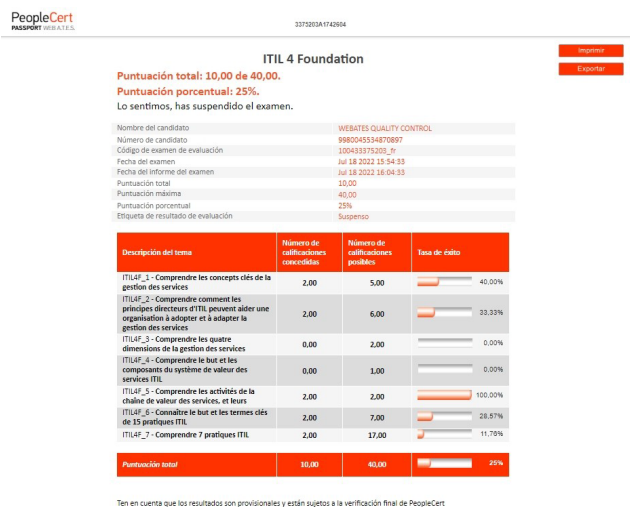 PeopleCert
PASSPORT WEB.A.T.E.S.
3375203A1742604
Imprimir
Exportar
ITIL 4 Foundation
Puntuación total: 10,00 de 40,00.
Puntuación porcentual: 25%.
Lo sentimos, has suspendido el examen.
Nombre del candidato WEBATES QUALITY CONTROL
Número de candidato 9980045534870897
Código de examen de evaluación 100433375203_fr
Fecha del examen Jul 18 2022 15:54:33
Fecha del informe del examen Jul 18 2022 16:04:33
Puntuación total 10,00
Puntuación máxima 40,00
Puntuación porcentual 25%
Etiqueta de resultado de evaluación Suspenso
Descripción del tema Número de calificaciones concedidas Número de calificaciones posibles Tasa de éxito
ITIL4F_1 - Comprendre les concepts clés de la
gestion des services 2,00 5,00 40.00%
ITIL4F_2 - Comprendre comment les
principes directeurs d'ITIL peuvent aider une
organisation à adopter et à adapter la
gestion des services 2,00 6,00 33.33%
ITIL4F_3 - Comprendre les quatre
dimensions de la gestion des services 0,00 2,00 0.00%
ITIL4F_4 - Comprendre le but et les
composants du système de valeur des
services ITIL 0,00 1,00 0.00%
ITIL4F_5 - Comprendre les activités de la
chaîne de valeur des services, et leurs 2,00 2,00 100.00%
ITIL4F_6 - Connaître le but et les termes clés
de 15 pratiques ITIL 2,00 7,00 28.57%
ITIL4F_7 - Comprendre 7 pratiques ITIL 2,00 17,00 11.76%
Puntuación total 10,00 40,00 25%
Ten en cuenta que los resultados son provisionales y están sujetos a la verificación final de PeopleCert